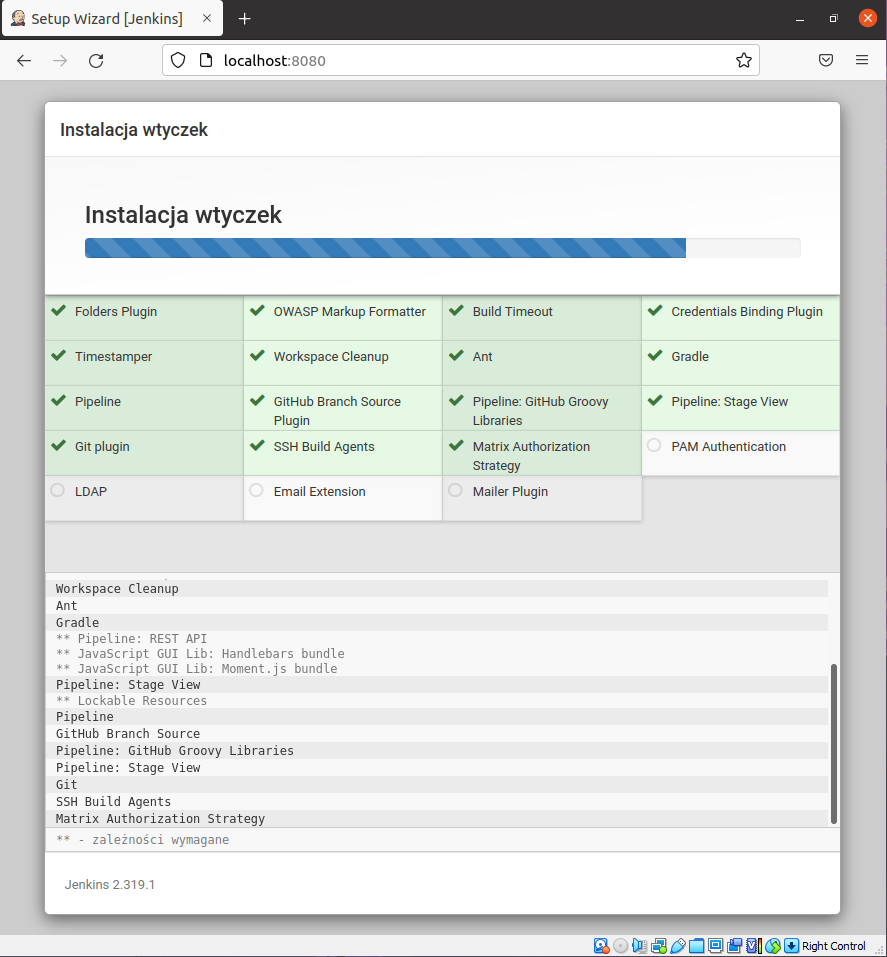 Setup Wizard [Jenkins]
localhost:8080
Instalacja wtyczek
Instalacja wtyczek
Folders Plugin
OWASP Markup Formatter
Build Timeout
Credentials Binding Plugin
Timestamper
Workspace Cleanup
Ant
Gradle
Pipeline
GitHub Branch Source
Plugin
Pipeline: GitHub Groovy
Libraries
Pipeline: Stage View
Git plugin
SSH Build Agents
Matrix Authorization
Strategy
PAM Authentication
LDAP
Email Extension
Mailer Plugin
Workspace Cleanup
Ant
Gradle
** Pipeline: REST API
** JavaScript GUI Lib: Handlebars bundle
** JavaScript GUI Lib: Moment.js bundle
Pipeline: Stage View
** Lockable Resources
Pipeline
GitHub Branch Source
Pipeline: GitHub Groovy Libraries
Pipeline: Stage View
Git
SSH Build Agents
Matrix Authorization Strategy
** - zależności wymagane
Jenkins 2.319.1
Right Control